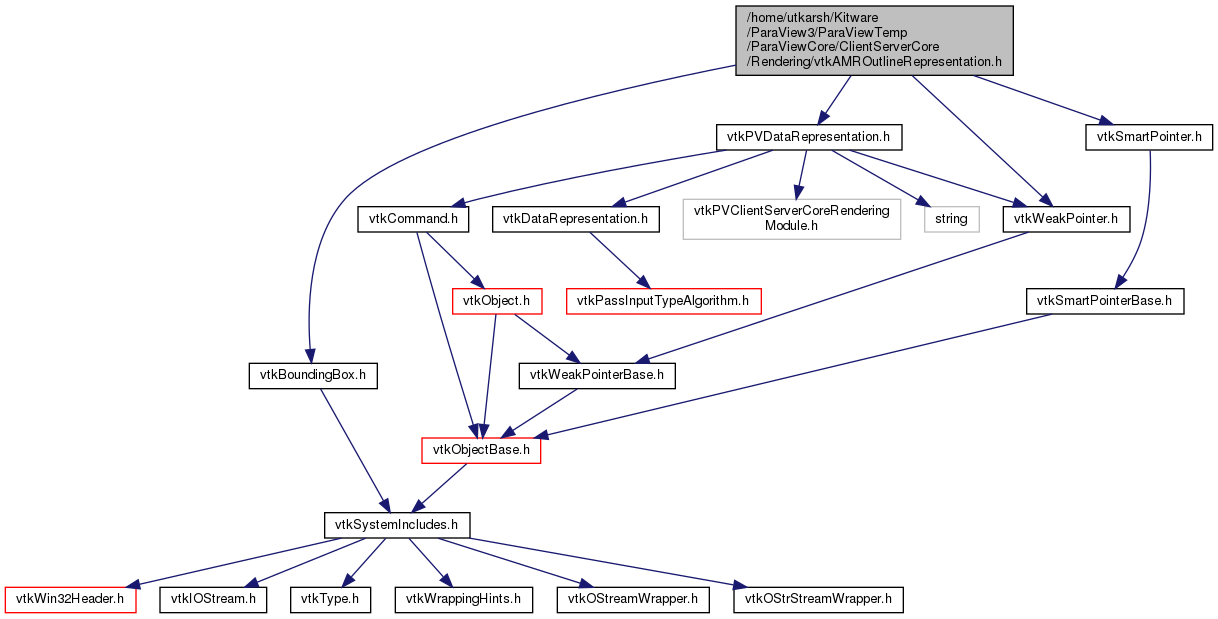 /home/utkarsh/Kitware
/ParaView3/ParaViewTemp
/ParaViewCore/ClientServerCore
/Rendering/vtkAMROutlineRepresentation.h
vtkPVDataRepresentation.h
vtkSmartPointer.h
vtkCommand.h
vtkDataRepresentation.h
vtkPVClientServerCoreRendering
Module.h
string
vtkWeakPointer.h
vtkObject.h
vtkPassInputTypeAlgorithm.h
vtkSmartPointerBase.h
vtkBoundingBox.h
vtkWeakPointerBase.h
vtkObjectBase.h
vtkSystemIncludes.h
vtkWin32Header.h
vtkIOStream.h
vtkType.h
vtkWrappingHints.h
vtkOStreamWrapper.h
vtkOStrStreamWrapper.h